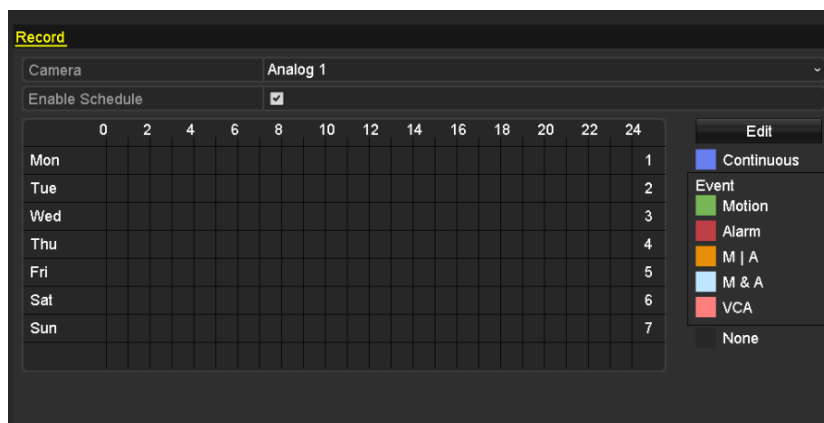 Record
Camera Analog 1
Enable Schedule
0 2 4 6 8 10 12 14 16 18 20 22 24 Edit
Mon 1 Continuous
Tue 2 Event
Motion
Wed 3
Alarm
Thu 4
M | A
Fri 5
M & A
Sat 6
VCA
Sun 7
None